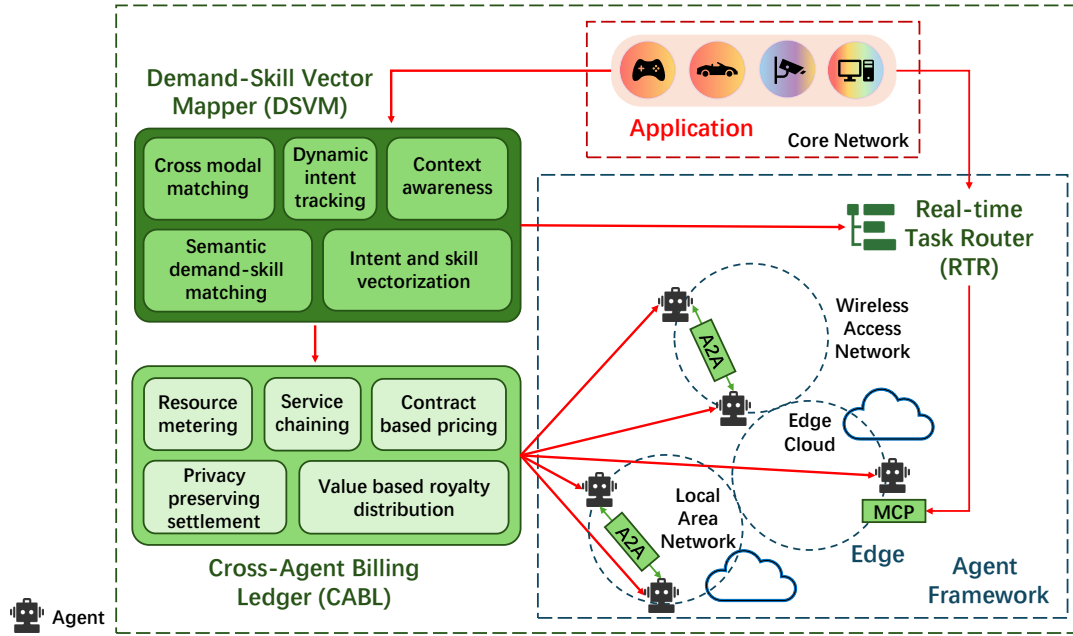 Demand-Skill Vector
Mapper (DSVM)
Cross modal
matching
Dynamic
intent
tracking
Context
awareness
Semantic
demand-skill
matching
Intent and skill
vectorization
Application
Core Network
Real-time
Task Router
(RTR)
Wireless
Access
Network
A2A
Edge
Cloud
MCP
Edge
Local
Area
Network
A2A
Agent
Framework
Resource
metering
Service
chaining
Contract
based pricing
Privacy
preserving
settlement
Value based royalty
distribution
Cross-Agent Billing
Ledger (CABL)
Agent